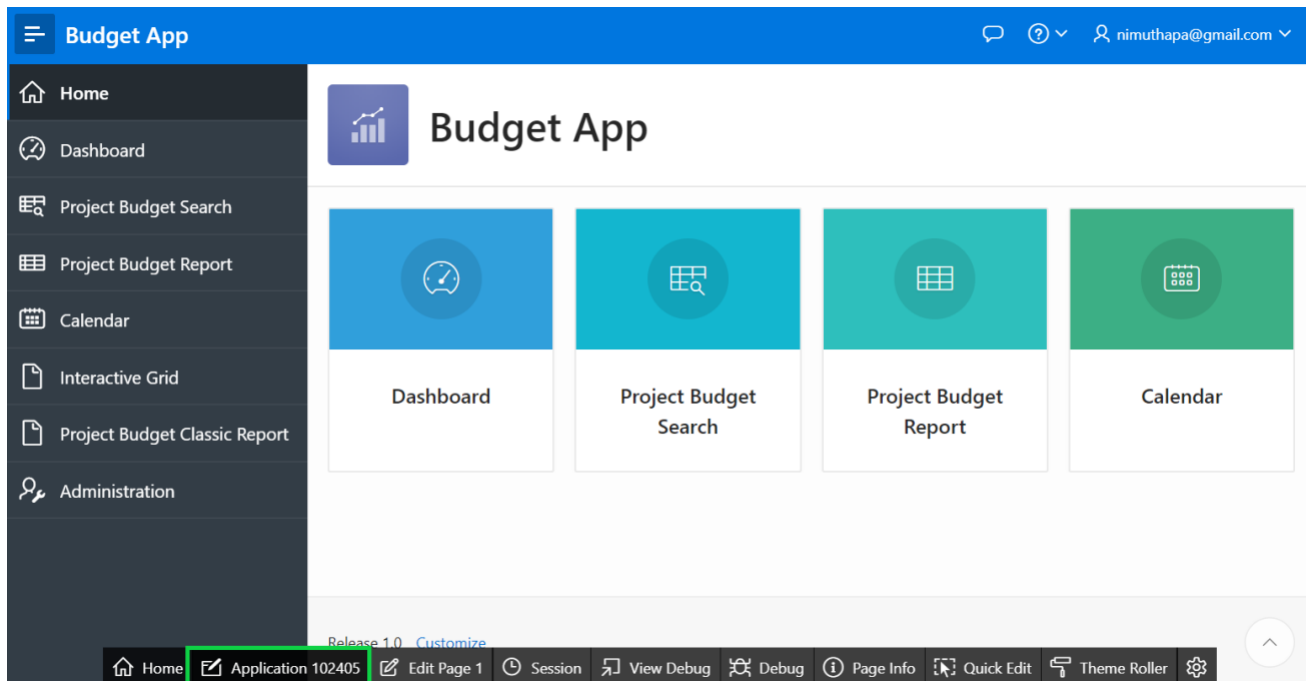 Budget App
nimuthapa@gmail.com
Home
Dashboard
Project Budget Search
Project Budget Report
Calendar
Interactive Grid
Project Budget Classic Report
Administration
Budget App
Dashboard
Project Budget
Search
Project Budget
Report
Calendar
Release 1.0 Customize
Home Application 102405 Edit Page 1 Session View Debug Debug Page Info Quick Edit Theme Roller